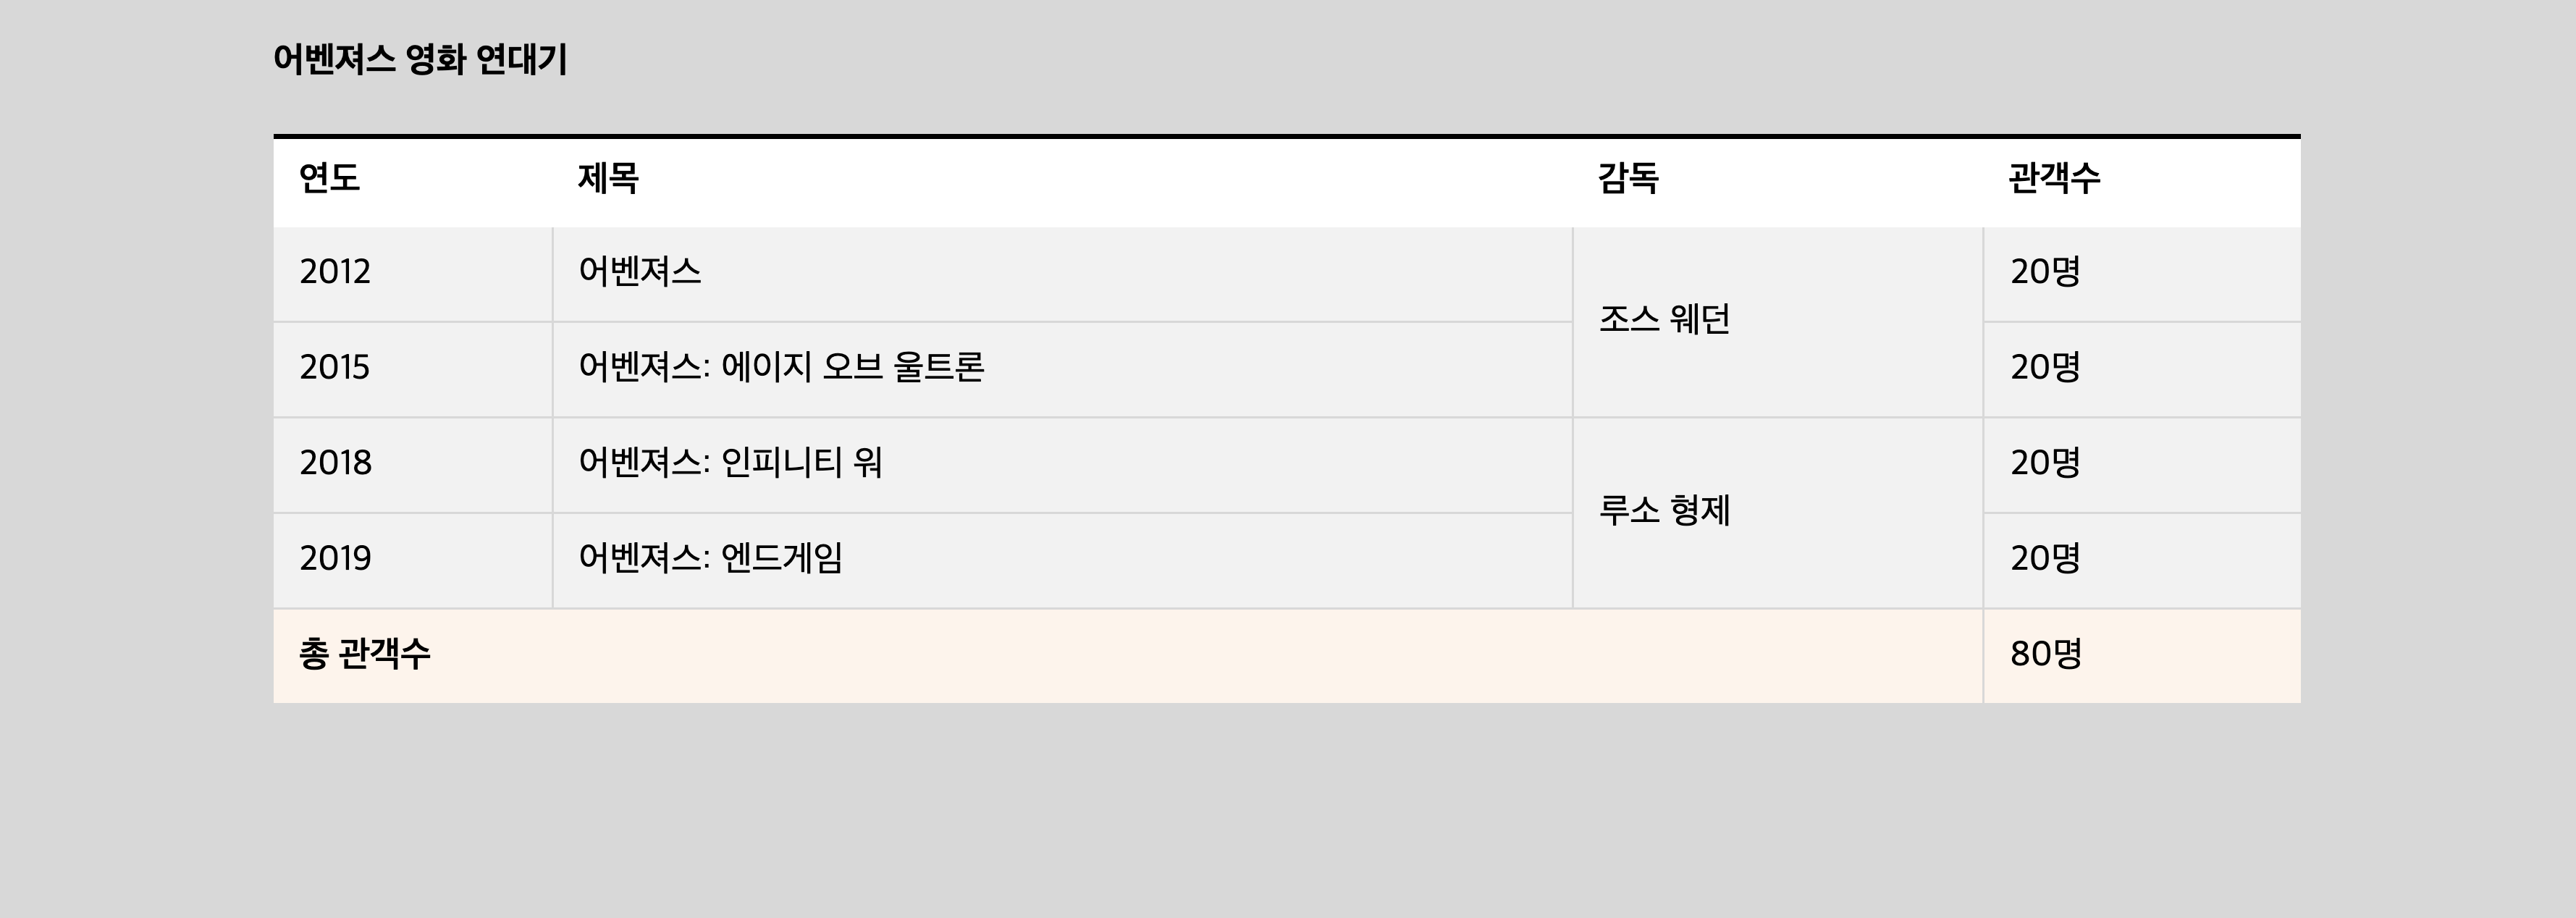 어벤져스 영화 연대기
연도 제목 감독 관객수
2012 어벤져스 조스 웨던 20명
2015 어벤져스: 에이지 오브 울트론 20명
2018 어벤져스: 인피니티 워 루소 형제 20명
2019 어벤져스: 엔드게임 20명
총 관객수 80명